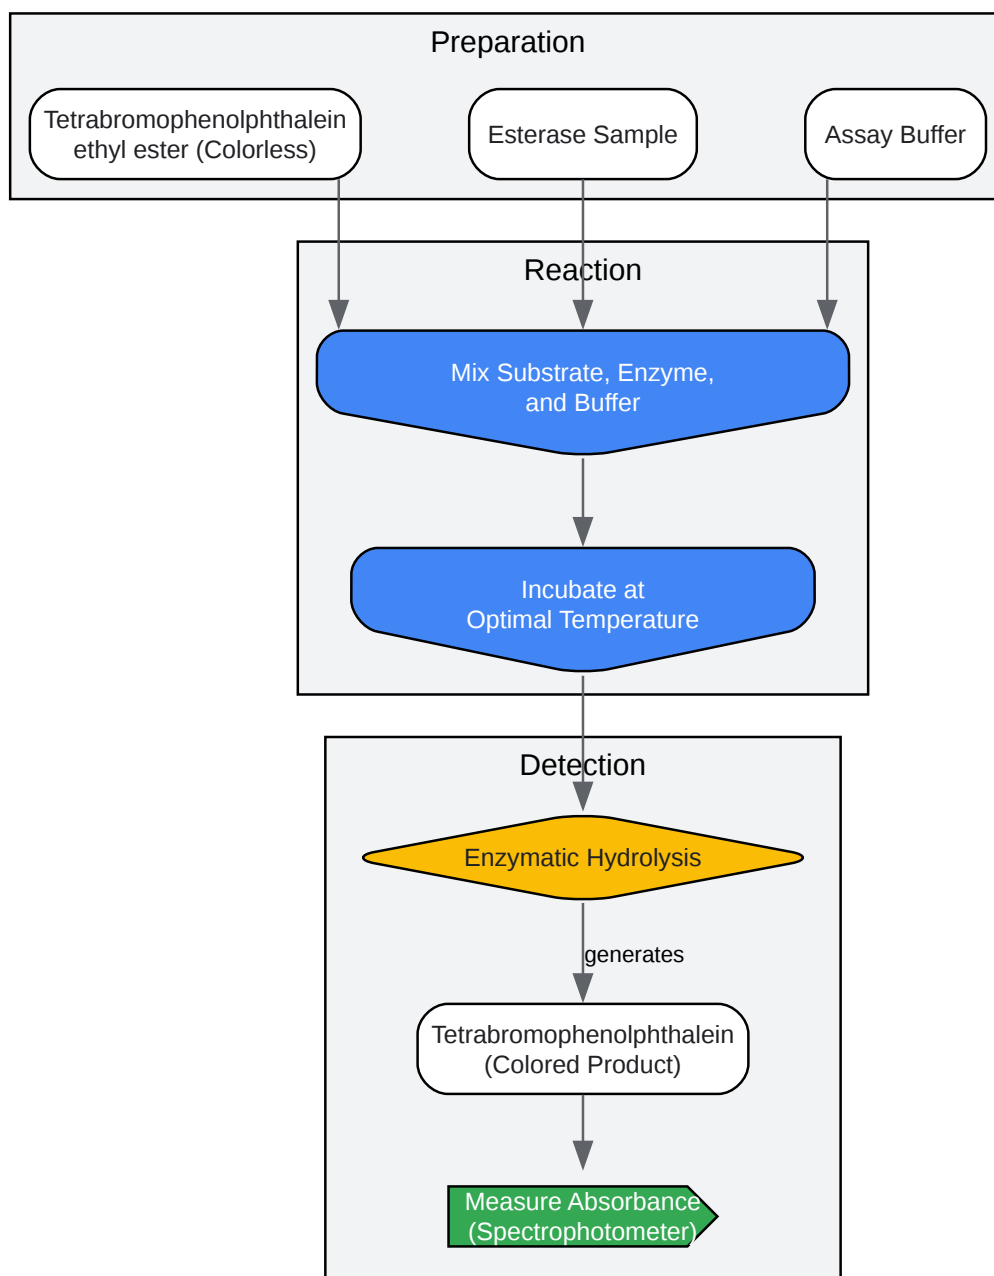 Preparation
Tetrabromophenolphthalein
ethyl ester (Colorless)
Esterase Sample
Assay Buffer
Reaction
Mix Substrate, Enzyme,
and Buffer
Incubate at
Optimal Temperature
Detection
Enzymatic Hydrolysis
generates
Tetrabromophenolphthalein
(Colored Product)
Measure Absorbance
(Spectrophotometer)